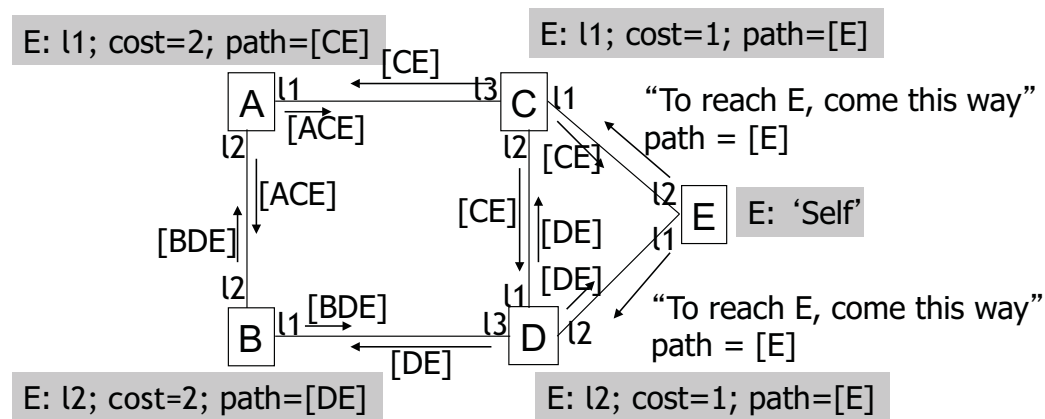 E: l1; cost=2; path=[CE]
E: l1; cost=1; path=[E]
[CE]
A
l1
l3
C
l1
[ACE]
“To reach E, come this way”
path = [E]
l2
l2
[CE]
[ACE]
[CE]
l2
E
E: ‘Self’
[BDE]
[DE]
l1
[DE]
l2
l1
B
l1
[BDE]
l3
D
l2
[DE]
“To reach E, come this way”
path = [E]
E: l2; cost=2; path=[DE]
E: l2; cost=1; path=[E]